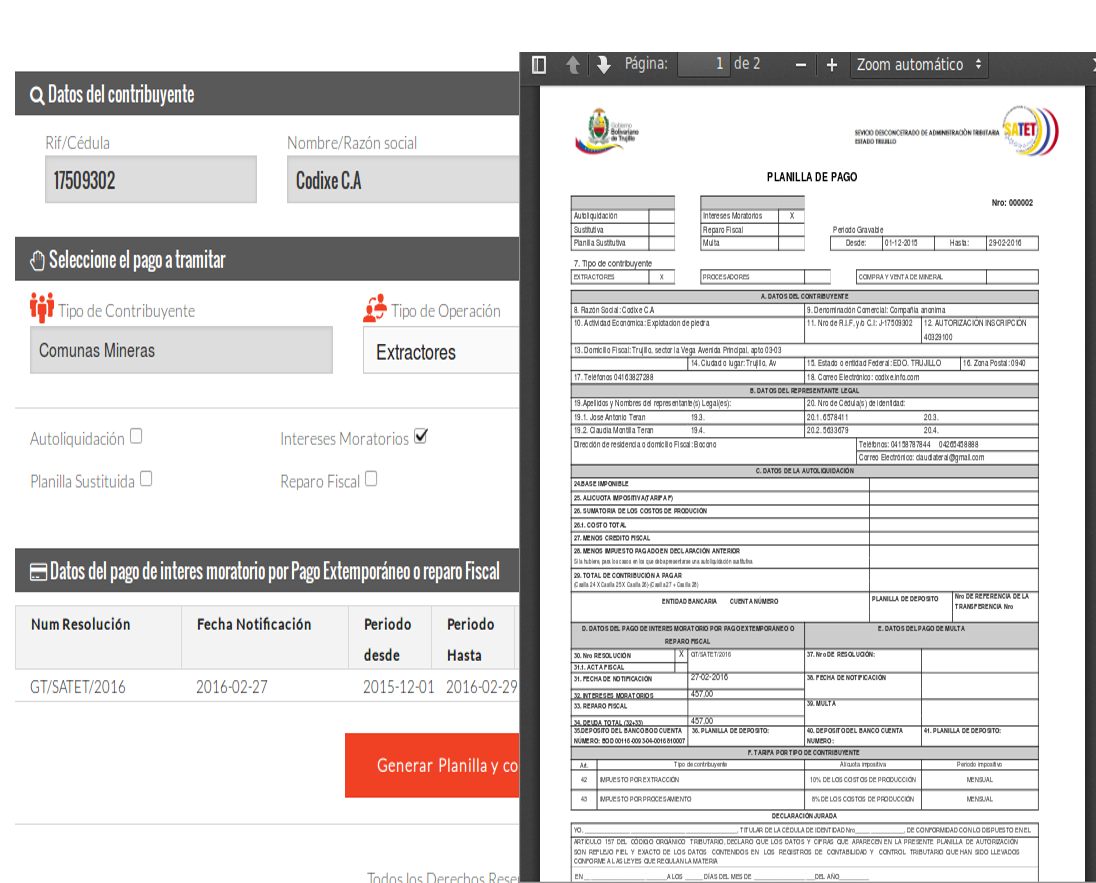 Datos del contribuyente
Rif/Cédula
Nombre/Razón social
17509302
Codixe C.A
Seleccione el pago a tramitar
Tipo de Contribuyente
Tipo de Operación
Comunas Mineras
Extractores
Autoliquidación
Intereses Moratorios
Planilla Sustituida
Reparo Fiscal
Datos del pago de interes moratorio por Pago Extemporáneo o reparo Fiscal
Num Resolución
Fecha Notificación
Periodo desde
Periodo Hasta
GT/SATET/2016
2016-02-27
2015-12-01
2016-02-29
Generar Planilla y co
Todos los Derechos Rese
Página: 1 de 2
Zoom automático
Gobierno
Bolivariano
de Trujillo
SEVICIO DESCONCETRADO DE ADMINISTRACIÓN TRIBUTARIA
ESTADO TRUJILLO
SATET
PLANILLA DE PAGO
Nro: 000002
Autoliquidación
Intereses Moratorios X
Sustitutiva
Reparo Fiscal
Periodo Gravable
Planilla Sustitutiva
Multa
Desde: 01-12-2015 Hasta: 29-02-2016
7. Tipo de contribuyente
EXTRACTORES X PROCESADORES COMPRA Y VENTA DE MINERAL
A. DATOS DEL CONTRIBUYENTE
8. Razón Social: Codixe C.A
9. Denominación Comercial: Compañia anonima
10. Actividad Económica: Explotacion de piedra
11. Nro de R.I.F, y/o C.I: J-17509302
12. AUTORIZACIÓN INSCRIPCIÓN
40329100
13. Domicilio Fiscal: Trujillo, sector la Vega Avenida Principal, apto 03-03
14. Ciudad o lugar: Trujillo, Av
15. Estado o entidad Federal: EDO. TRUJILLO
16. Zona Postal: 0940
17. Teléfonos 04163827288
18. Correo Electrónico: codixe.info.com
B. DATOS DEL REPRESENTANTE LEGAL
19. Apellidos y Nombres del representante(s) Legal(es):
20. Nro de Cédula(s) de identidad:
19.1. Jose Antonio Teran 19.3. 20.1. 6578411 20.3.
19.2. Claudia Montilla Teran 19.4. 20.2. 5633679 20.4.
Dirección de residencia o domicilio Fiscal: Bocono
Teléfonos: 04158787844 04265458888
Correo Electrónico: claudiateral@gmail.com
C. DATOS DE LA AUTOLIQUIDACIÓN
24.BASE IMPONIBLE
25. ALICUOTA IMPOSITIVA(TARIFA F)
26. SUMATORIA DE LOS COSTOS DE PRODUCIÓN
26.1. COSTO TOTAL
27. MENOS CREDITO FISCAL
28. MENOS IMPUESTO PAGADO EN DECLARACIÓN ANTERIOR
Si la hubiere, para los casos en los que deba presentarse una autoliquidación sustitutiva
29. TOTAL DE CONTRIBUCIÓN A PAGAR
(Casilla 24 X Casilla 25 X Casilla 26)-(Casilla 27 + Casilla 28)
ENTIDAD BANCARIA CUENTA NÚMERO
PLANILLA DE DEPOSITO
Nro DE REFERENCIA DE LA
TRANSFERENCIA Nro
D. DATOS DEL PAGO DE INTERES MORATORIO POR PAGO EXTEMPORÁNEO O
REPARO FISCAL
E. DATOS DEL PAGO DE MULTA
30. Nro RESOLUCIÓN X GT/SATET/2016
37. Nro DE RESOLUCIÓN:
31.1. ACTA FISCAL
31. FECHA DE NOTIFICACIÓN 27-02-2016
38. FECHA DE NOTIFICACIÓN
32. INTERESES MORATORIOS 457,00
33. REPARO FISCAL
39. MULTA
34. DEUDA TOTAL (32+33) 457,00
35.DEPOSITO DEL BANCO BOD CUENTA
NÚMERO: BOD 00116-0093-04-0016810007
36. PLANILLA DE DEPOSITO:
40. DEPOSITO DEL BANCO CUENTA
NUMERO:
41. PLANILLA DE DEPOSITO:
F. TARIFA POR TIPO DE CONTRIBUYENTE
Art. Tipo de contribuyente Alicuota impositiva Periodo impositivo
42 IMPUESTO POR EXTRACCIÓN 10% DE LOS COSTOS DE PRODUCCIÓN MENSUAL
43 IMPUESTO POR PROCESAMIENTO 8% DE LOS COSTOS DE PRODUCCIÓN MENSUAL
DECLARACIÓN JURADA
YO, , TITULAR DE LA CEDULA DE IDENTIDAD Nro , DE CONFORMIDAD CON LO DISPUESTO EN EL
ARTICULO 157 DEL CÓDIGO ORGÁNICO TRIBUTARIO, DECLARO QUE LOS DATOS Y CIFRAS QUE APARECEN EN LA PRESENTE PLANILLA DE AUTORIZACIÓN
SON REFLEJO FIEL Y EXACTO DE LOS DATOS CONTENIDOS EN LOS REGISTROS DE CONTABILIDAD Y CONTROL TRIBUTARIO QUE HAN SIDO LLEVADOS
CONFORME A LAS LEYES QUE REGULAN LA MATERIA
EN A LOS DÍAS DEL MES DE DEL AÑO